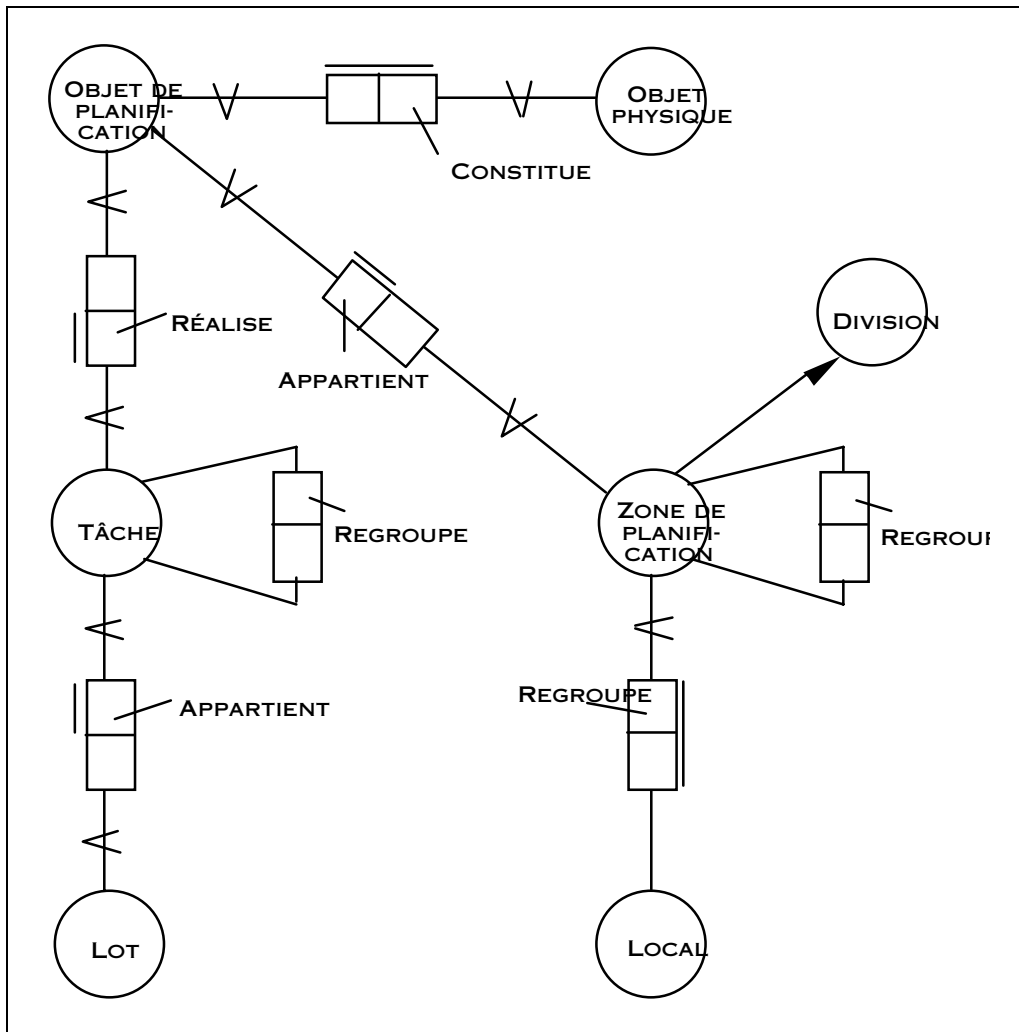 OBJET DE
PLANIFI-
CATION
OBJET
PHYSIQUE
CONSTITUE
RÉALISE
DIVISION
APPARTIENT
TÂCHE
REGROUPE
ZONE DE
PLANIFI-
CATION
REGROUP
APPARTIENT
REGROUPE
LOT
LOCAL